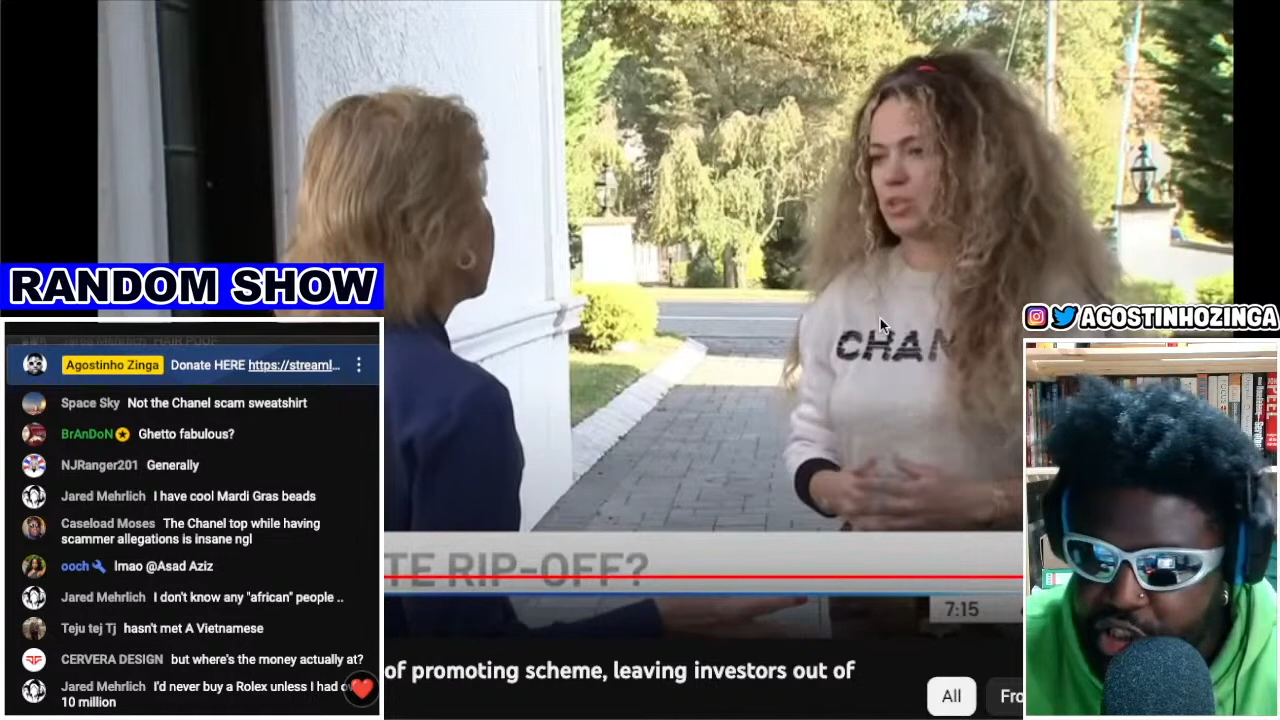 CHAN
RANDOM SHOW
AGOSTINHOZINGA
Agostinho Zinga Donate HERE https://streaml...
Space Sky Not the Chanel scam sweatshirt
BrAnDoN Ghetto fabulous?
NJRanger201 Generally
Jared Mehrlich I have cool Mardi Gras beads
Caseload Moses The Chanel top while having
scammer allegations is insane ngl
ooch lmao @Asad Aziz
Jared Mehrlich I don't know any "african" people ..
Teju tej Tj hasn't met A Vietnamese
CERVERA DESIGN but where's the money actually at?
Jared Mehrlich I'd never buy a Rolex unless I had
10 million
TE RIP-OFF?
7:15
of promoting scheme, leaving investors out of
All
Fro